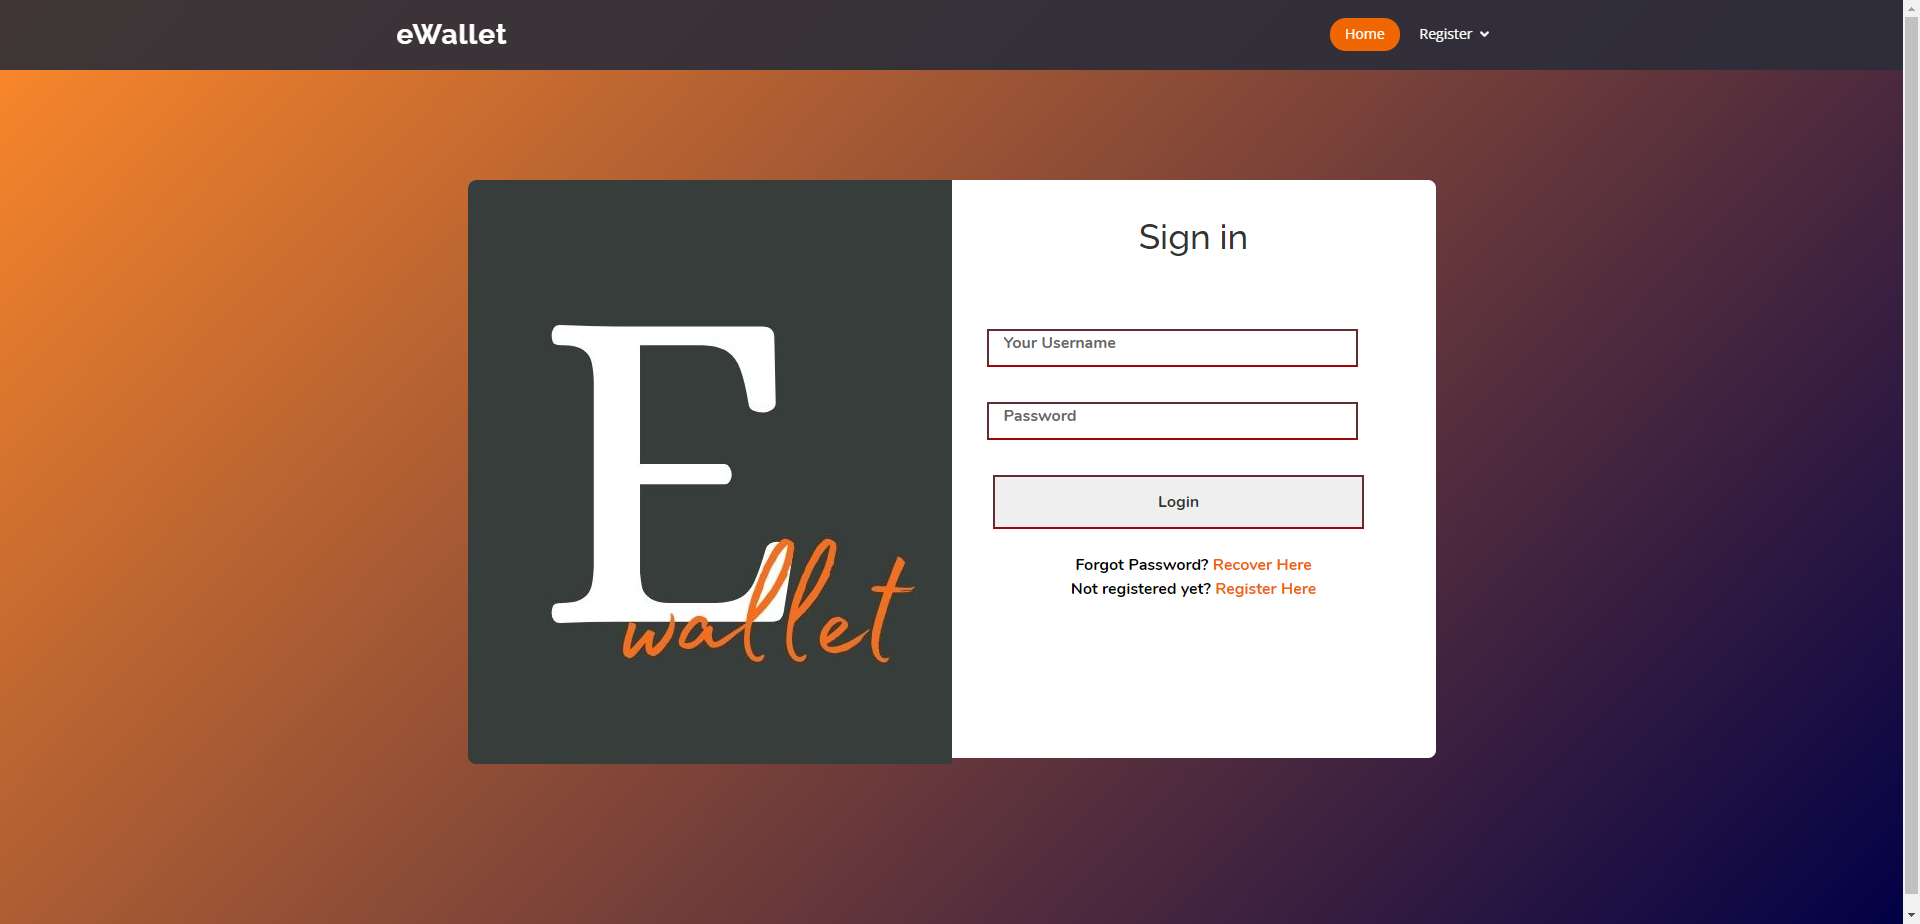 eWallet
Home
Register
E
wallet
Sign in
Your Username
Password
Login
Forgot Password? Recover Here
Not registered yet? Register Here